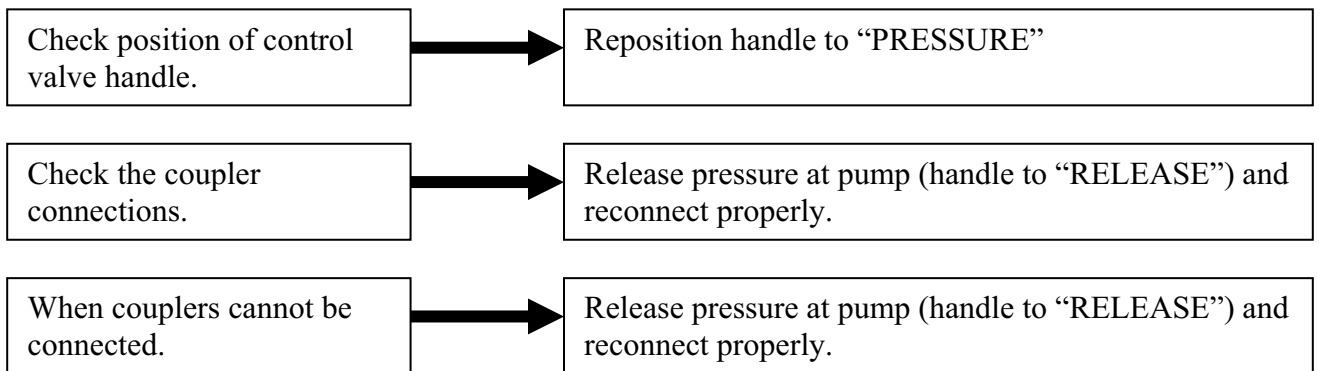 Check position of control
valve handle.
Reposition handle to “PRESSURE”
Check the coupler
connections.
Release pressure at pump (handle to “RELEASE”) and
reconnect properly.
When couplers cannot be
connected.
Release pressure at pump (handle to “RELEASE”) and
reconnect properly.